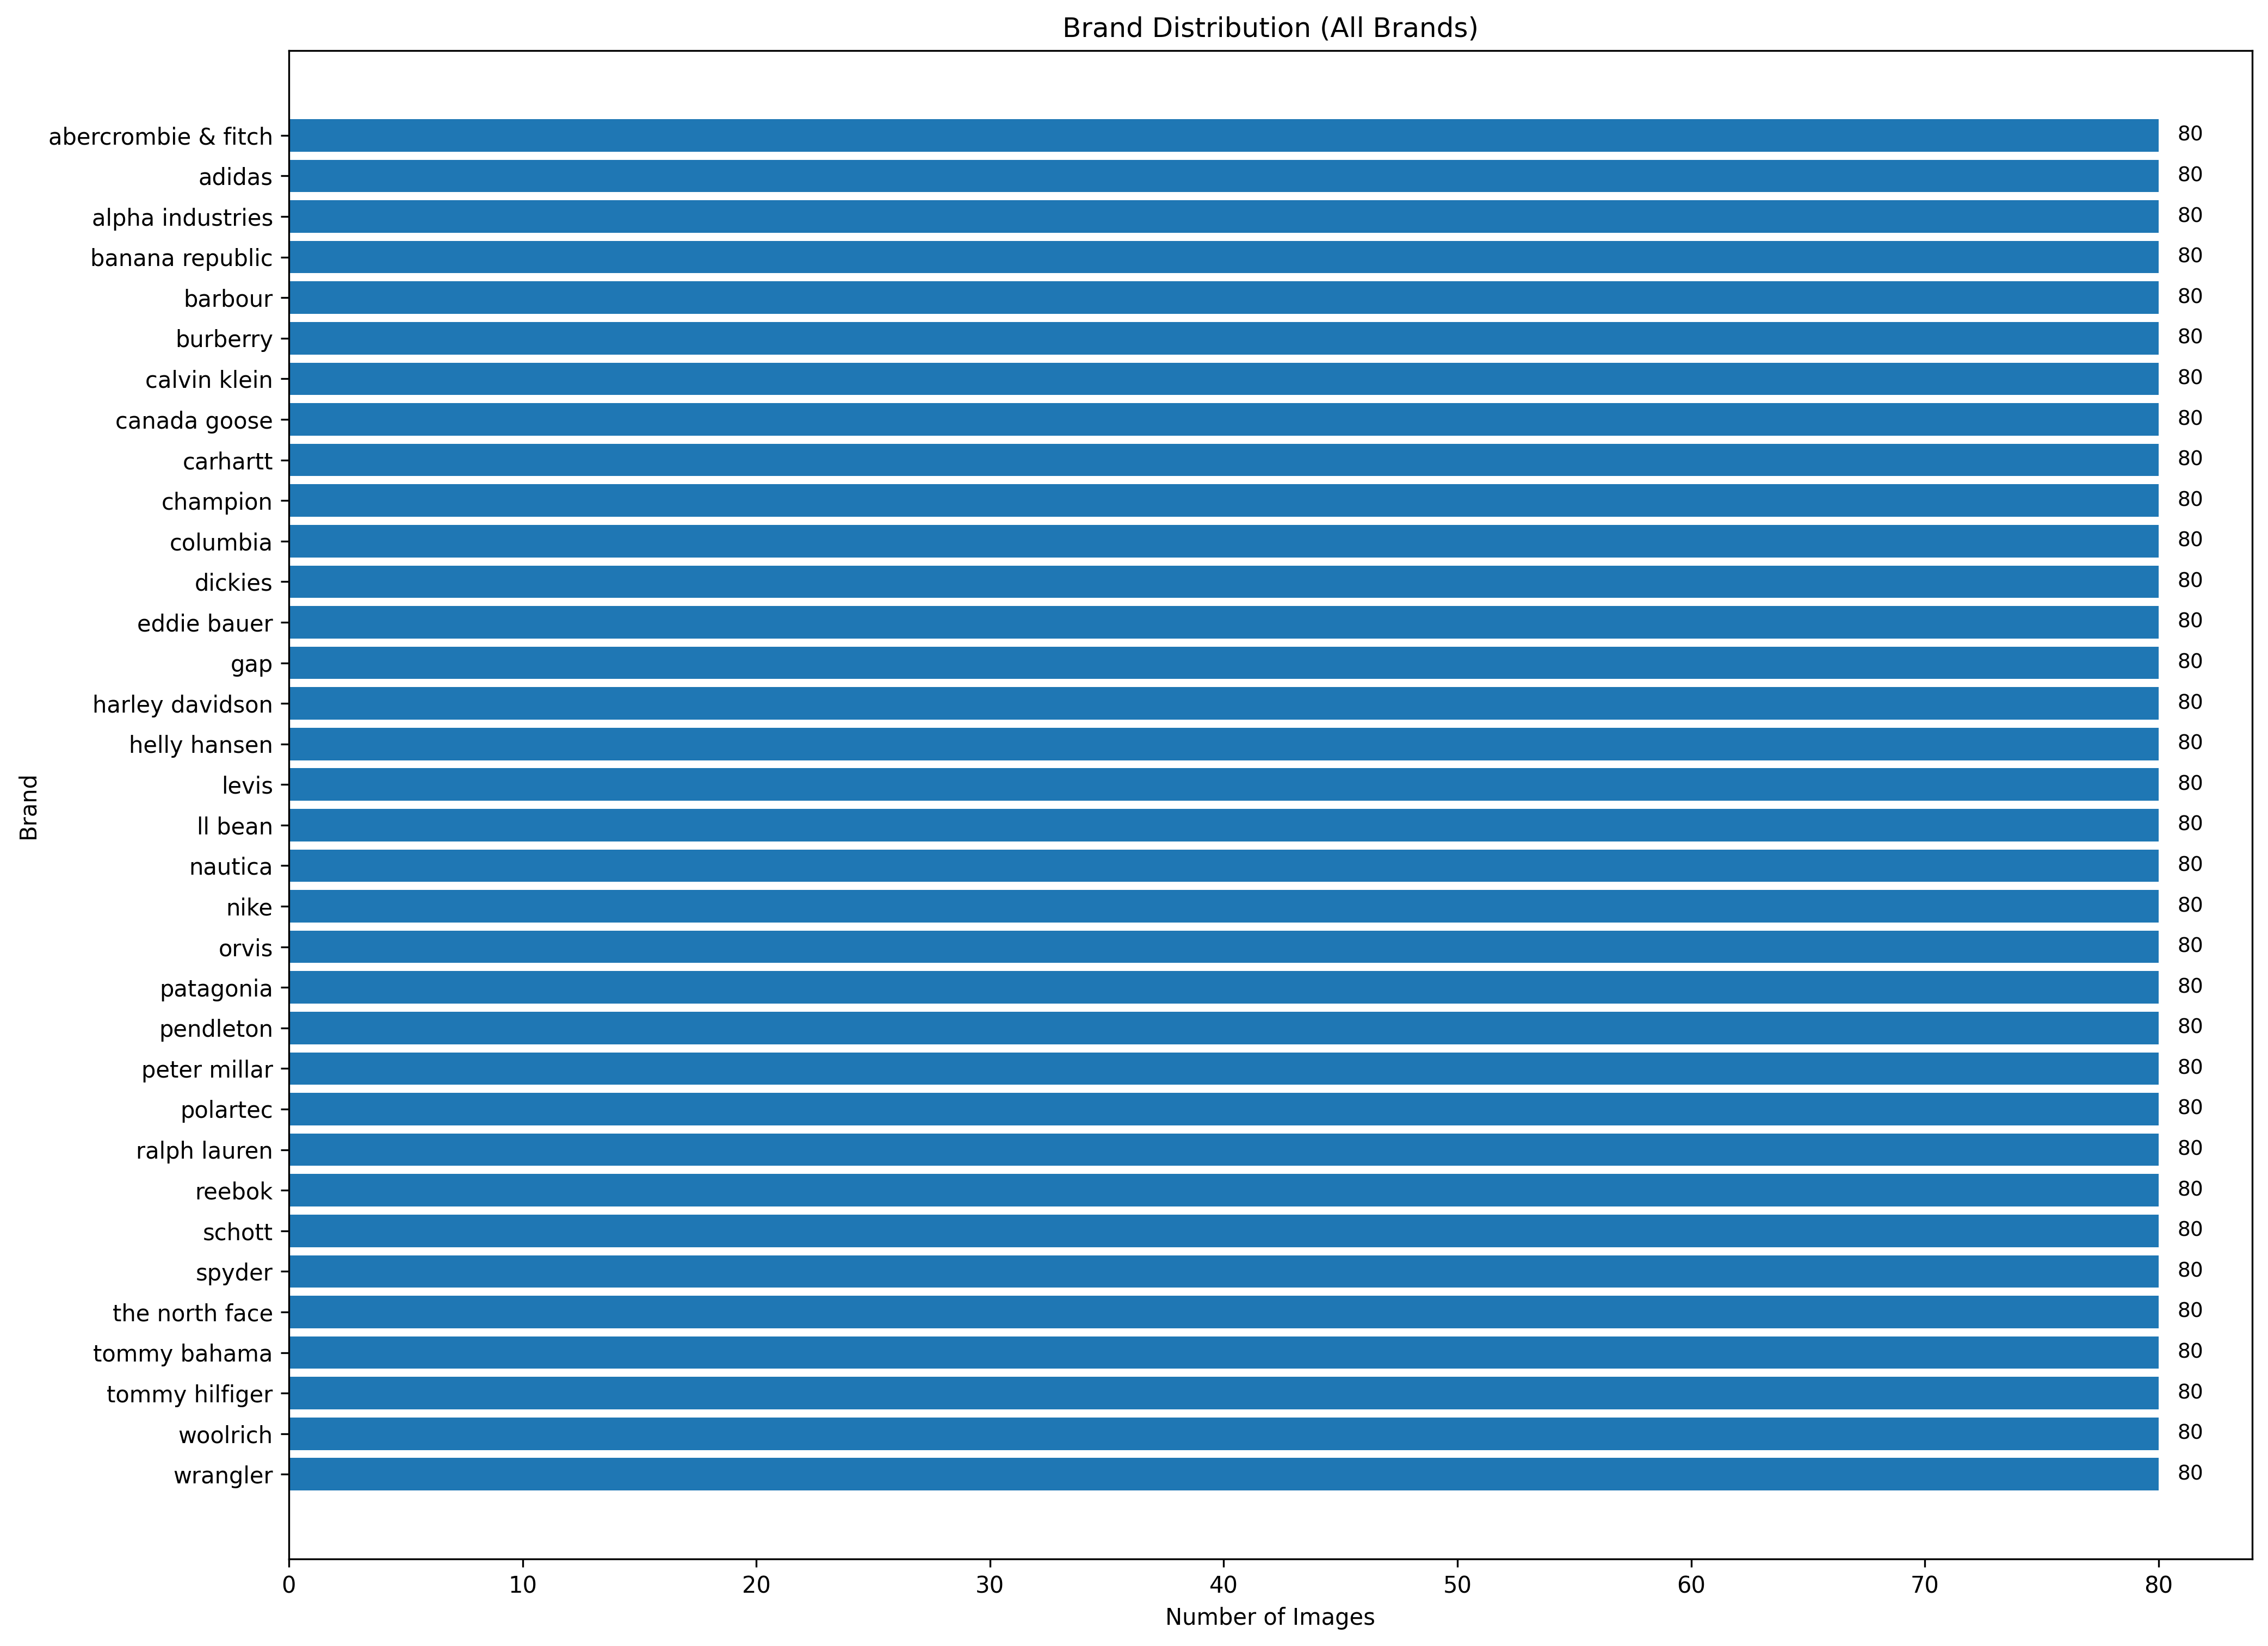 Brand Distribution (All Brands)
Brand
abercrombie & fitch 80
adidas 80
alpha industries 80
banana republic 80
barbour 80
burberry 80
calvin klein 80
canada goose 80
carhartt 80
champion 80
columbia 80
dickies 80
eddie bauer 80
gap 80
harley davidson 80
helly hansen 80
levis 80
ll bean 80
nautica 80
nike 80
orvis 80
patagonia 80
pendleton 80
peter millar 80
polartec 80
ralph lauren 80
reebok 80
schott 80
spyder 80
the north face 80
tommy bahama 80
tommy hilfiger 80
woolrich 80
wrangler 80
0 10 20 30 40 50 60 70 80
Number of Images